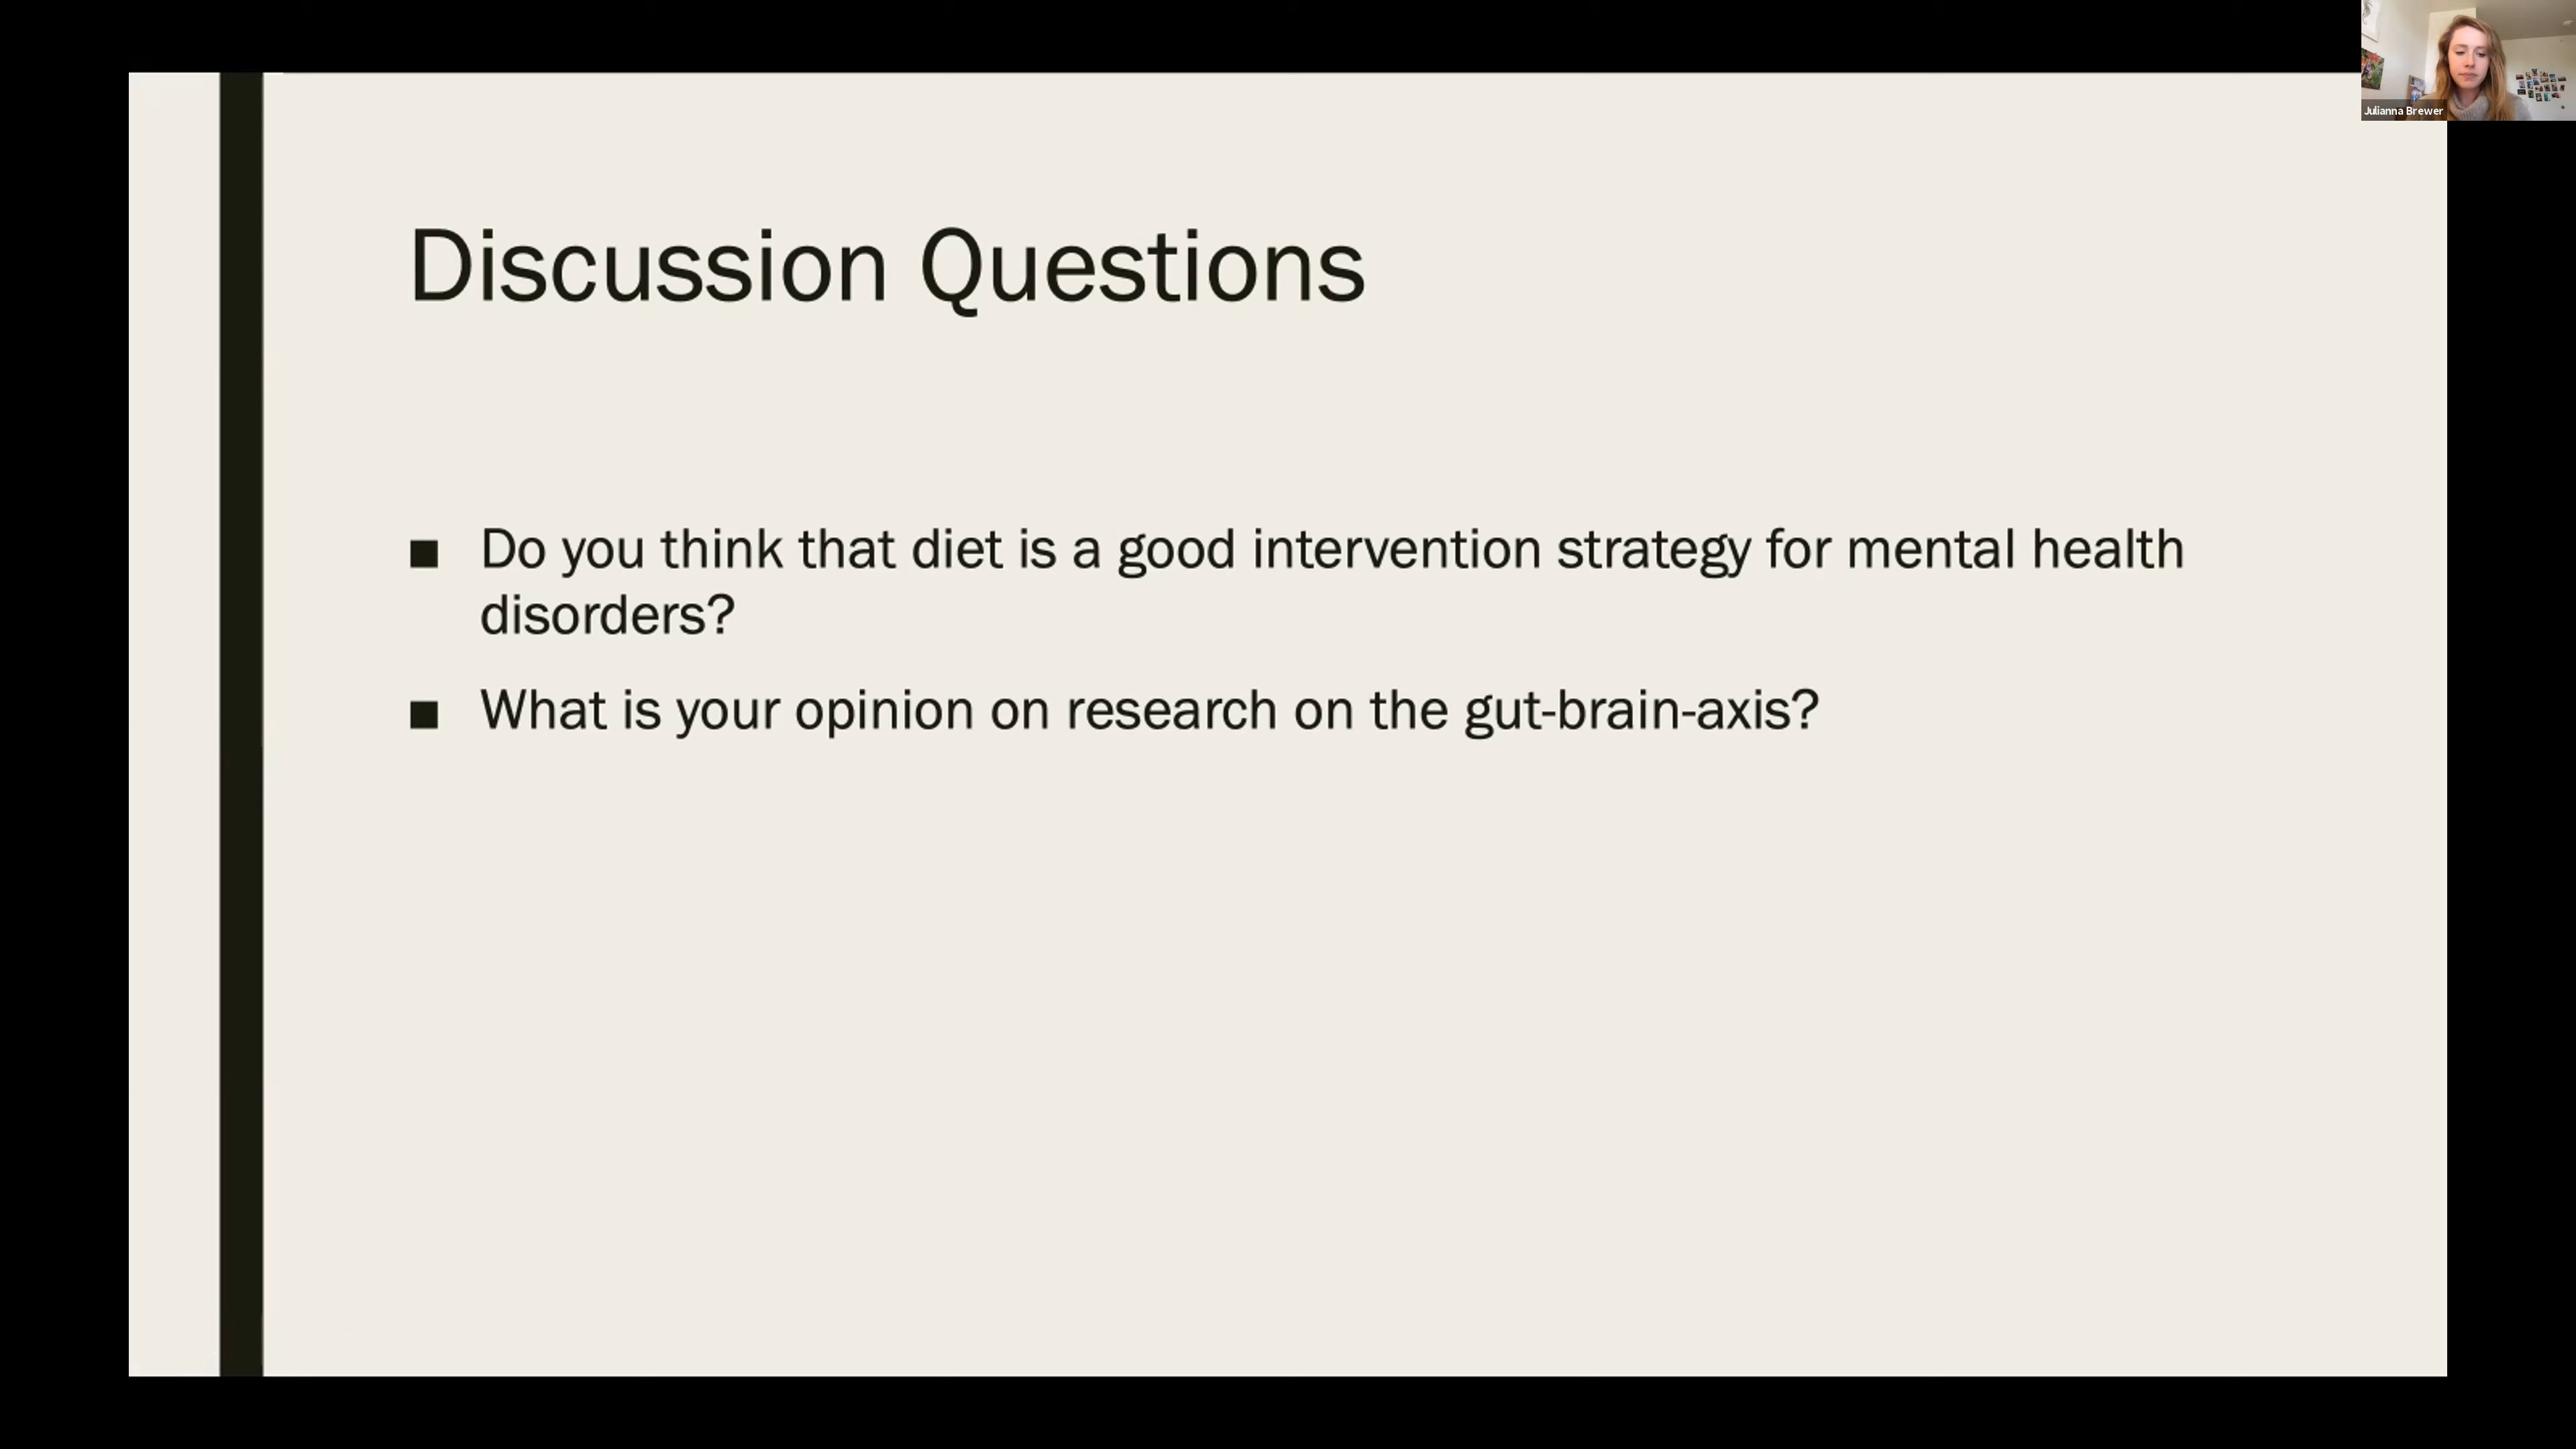 Julianna Brewer
Discussion Questions
■ Do you think that diet is a good intervention strategy for mental health
disorders?
■ What is your opinion on research on the gut-brain-axis?